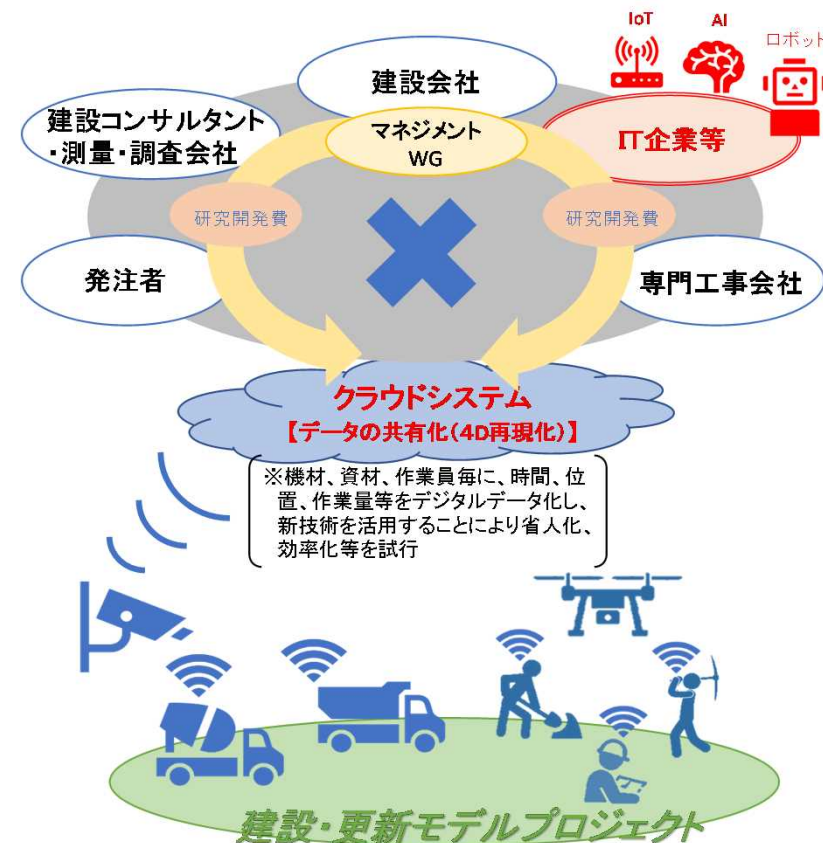 IoT
AI
ロボット
建設会社
建設コンサルタント
・測量・調査会社
マネジメント
WG
IT企業等
研究開発費
研究開発費
発注者
専門工事会社
クラウドシステム
【データの共有化(4D再現化)】
※機材、資材、作業員毎に、時間、位
置、作業量等をデジタルデータ化し、
新技術を活用することにより省人化、
効率化等を試行
建設・更新モデルプロジェクト